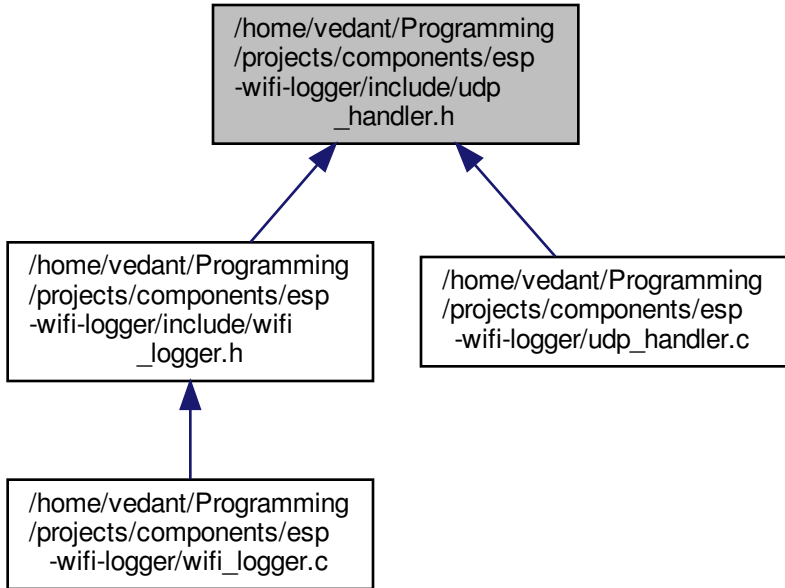 /home/vedant/Programming
/projects/components/esp
-wifi-logger/include/udp
_handler.h
/home/vedant/Programming
/projects/components/esp
-wifi-logger/include/wifi
_logger.h
/home/vedant/Programming
/projects/components/esp
-wifi-logger/udp_handler.c
/home/vedant/Programming
/projects/components/esp
-wifi-logger/wifi_logger.c